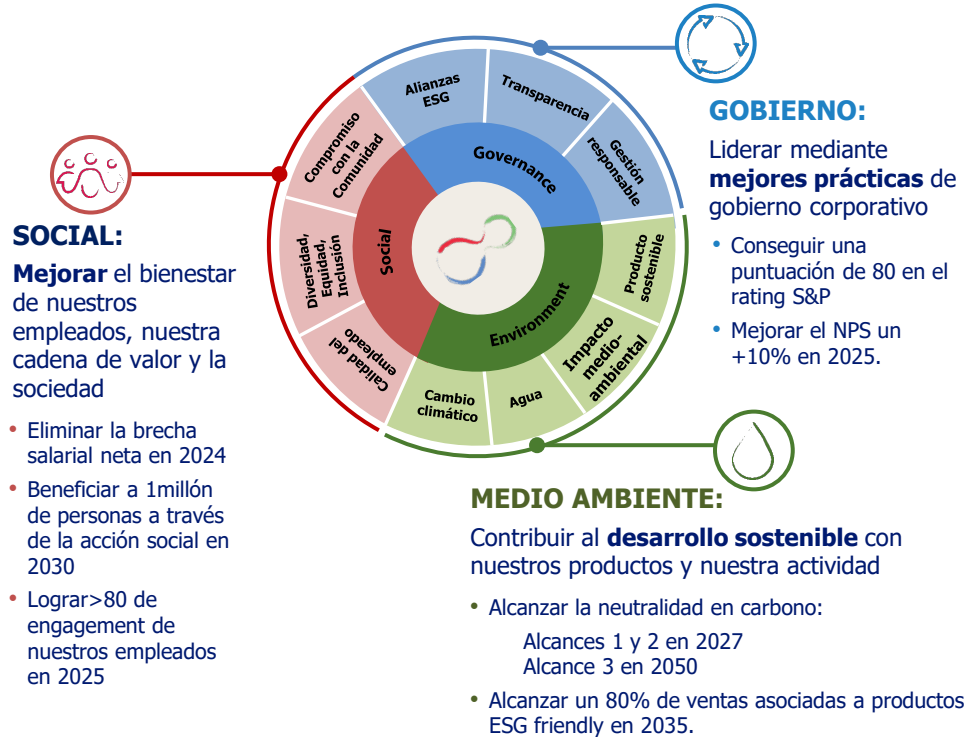 Alianzas
ESG
Transparencia
Gestión
responsable
Compromiso
con la
Comunidad
Diversidad,
Equidad,
Inclusión
Calidad del
empleado
Cambio
climático
Agua
Impacto
medio-
ambiental
Producto
sostenible
Governance
Social
Environment
GOBIERNO:
Liderar mediante
mejores prácticas de
gobierno corporativo
• Conseguir una
puntuación de 80 en el
rating S&P
• Mejorar el NPS un
+10% en 2025.
SOCIAL:
Mejorar el bienestar
de nuestros
empleados, nuestra
cadena de valor y la
sociedad
• Eliminar la brecha
salarial neta en 2024
• Beneficiar a 1millón
de personas a través
de la acción social en
2030
• Lograr>80 de
engagement de
nuestros empleados
en 2025
MEDIO AMBIENTE:
Contribuir al desarrollo sostenible con
nuestros productos y nuestra actividad
• Alcanzar la neutralidad en carbono:
Alcances 1 y 2 en 2027
Alcance 3 en 2050
• Alcanzar un 80% de ventas asociadas a productos
ESG friendly en 2035.